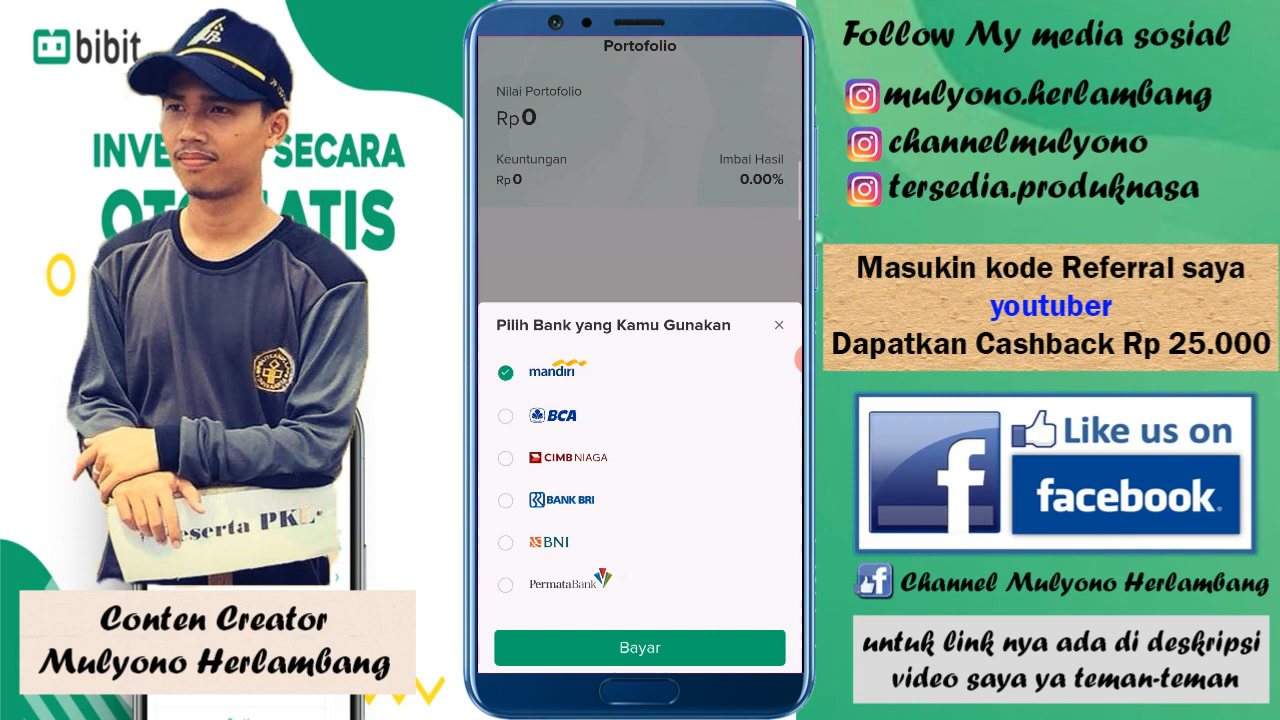 bibit
INVE SECARA
OT ATIS
eserta PKL
Conten Creator
Mulyono Herlambang
Portofolio
Nilai Portofolio
Rp0
Keuntungan Imbal Hasil
Rp0 0.00%
Pilih Bank yang Kamu Gunakan
mandiri
BCA
CIMB NIAGA
BANK BRI
BNI
PermataBank
Bayar
Follow My media sosial
mulyono.herlambang
channelmulyono
tersedia.produknasa
Masukin kode Referral saya
youtuber
Dapatkan Cashback Rp 25.000
f
Like us on
facebook.
Channel Mulyono Herlambang
untuk link nya ada di deskripsi
video saya ya teman-teman